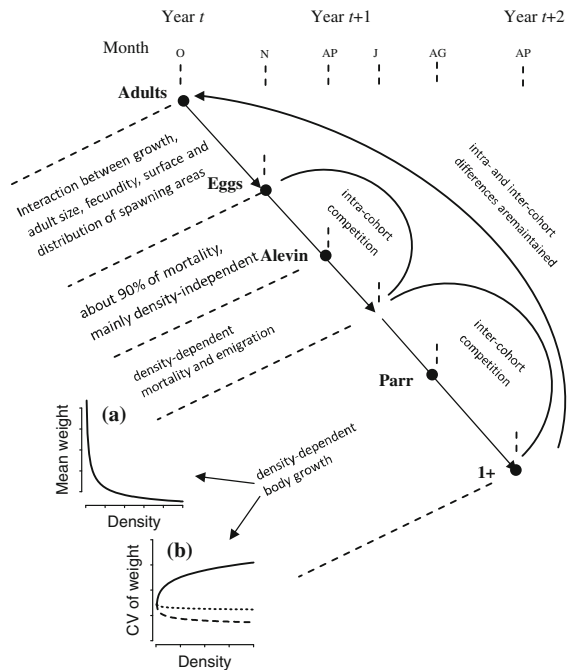 Year t
Year t+1
Year t+2
Month
O
N
AP
J
AG
AP
Adults
Interaction between growth,
adult size, fecundity, surface and
distribution of spawning areas
Eggs
intra-cohort
competition
intra- and inter-cohort
differences aremaintained
about 90% of mortality,
mainly density-independent
Alevin
density-dependent
mortality and emigration
inter-cohort
competition
Parr
(a)
Mean weight
Density
density-dependent
body growth
1+
(b)
CV of weight
Density